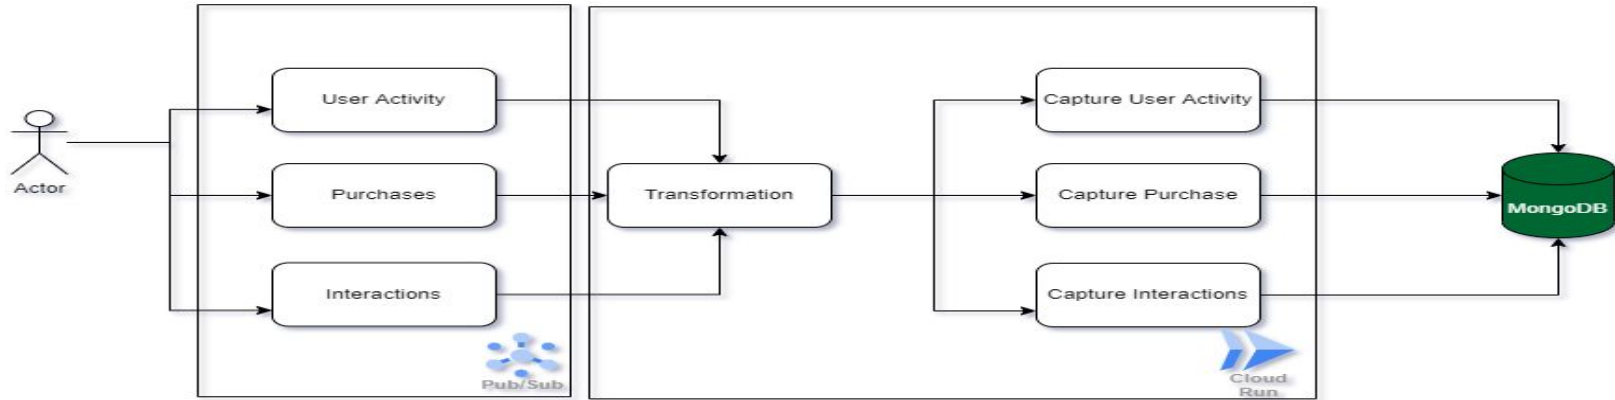 Actor
User Activity
Purchases
Interactions
Pub/Sub
Transformation
Capture User Activity
Capture Purchase
Capture Interactions
Cloud
Run
MongoDB